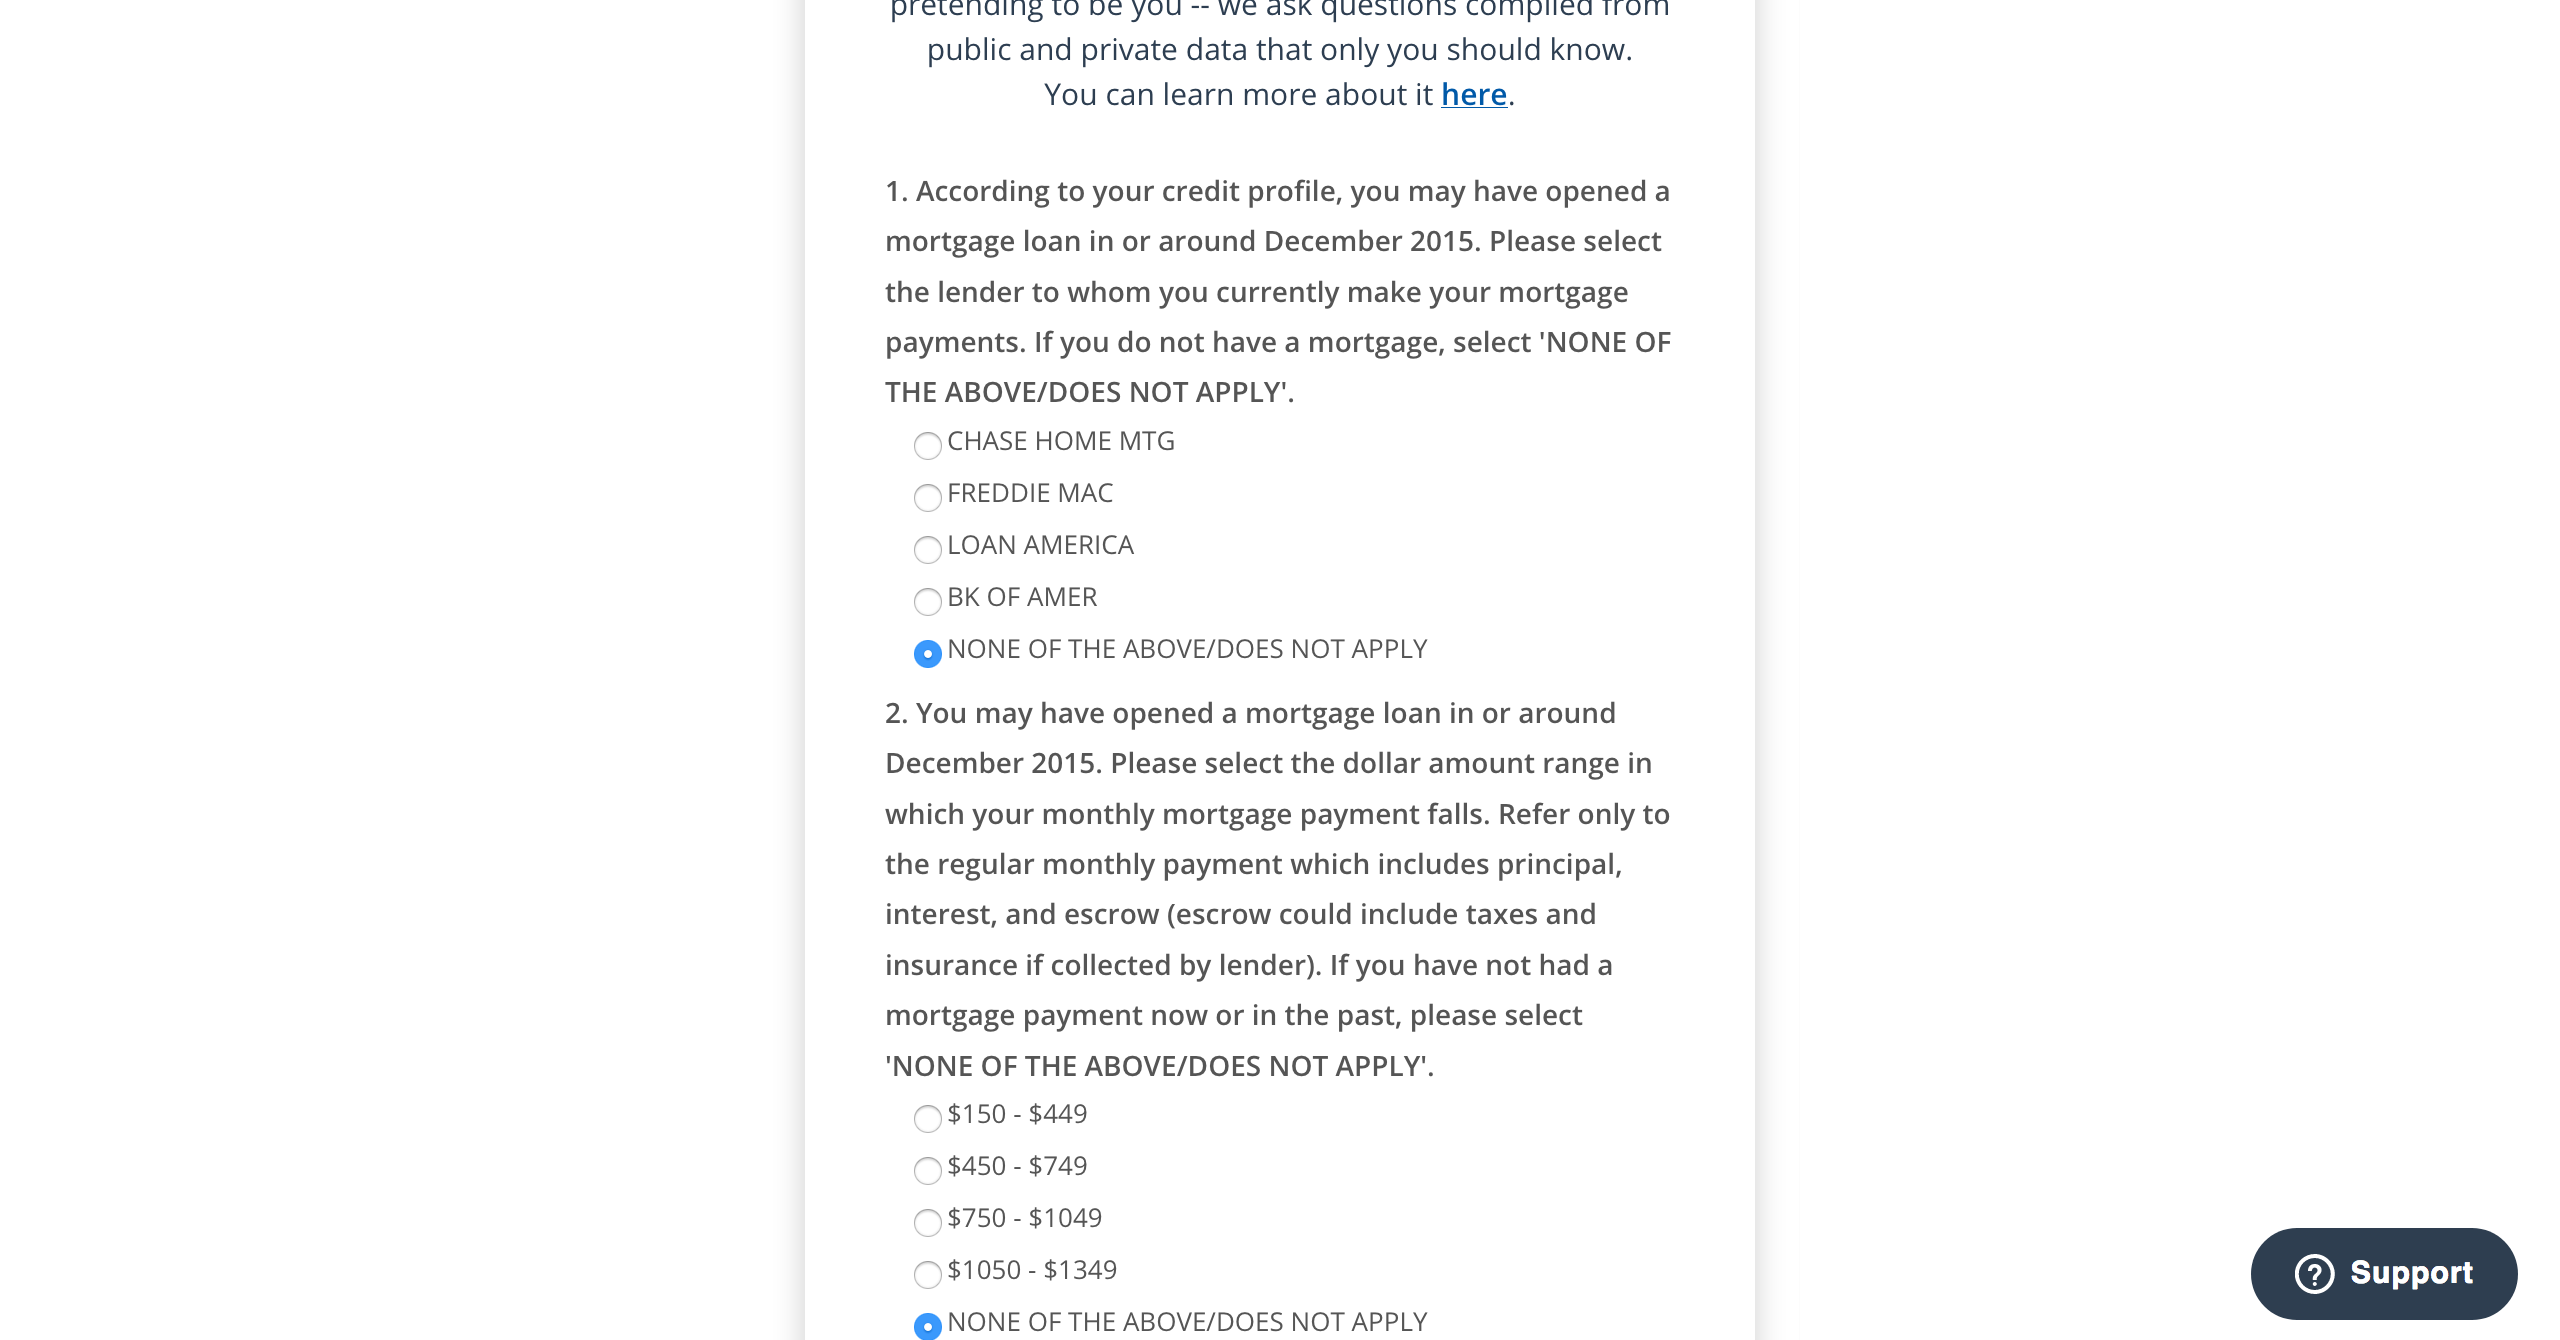 pretending to be you -- we ask questions compiled from
public and private data that only you should know.
You can learn more about it here.
1. According to your credit profile, you may have opened a
mortgage loan in or around December 2015. Please select
the lender to whom you currently make your mortgage
payments. If you do not have a mortgage, select 'NONE OF
THE ABOVE/DOES NOT APPLY'.
CHASE HOME MTG
FREDDIE MAC
LOAN AMERICA
BK OF AMER
NONE OF THE ABOVE/DOES NOT APPLY
2. You may have opened a mortgage loan in or around
December 2015. Please select the dollar amount range in
which your monthly mortgage payment falls. Refer only to
the regular monthly payment which includes principal,
interest, and escrow (escrow could include taxes and
insurance if collected by lender). If you have not had a
mortgage payment now or in the past, please select
'NONE OF THE ABOVE/DOES NOT APPLY'.
$150 - $449
$450 - $749
$750 - $1049
$1050 - $1349
NONE OF THE ABOVE/DOES NOT APPLY
? Support